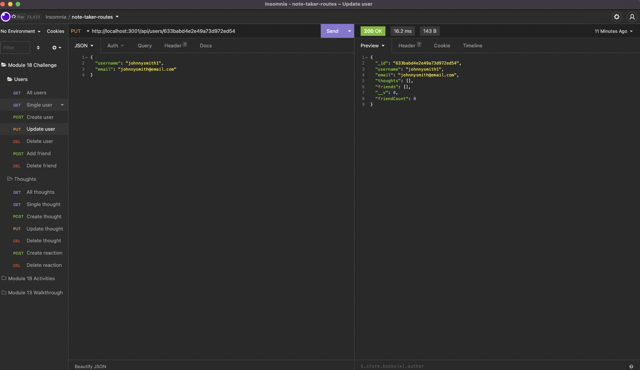 Insomnia – note-taker-routes – Update user
Insomnia / note-taker-routes
No Environment
Cookies
Filter
Module 18 Challenge
Users
GET All users
GET Single user
POST Create user
PUT Update user
DEL Delete user
POST Add friend
DEL Delete friend
Thoughts
GET All thoughts
GET Single thought
POST Create thought
PUT Update thought
DEL Delete thought
POST Create reaction
DEL Delete reaction
Module 18 Activities
Module 13 Walkthrough
PUT http://localhost:3001/api/users/633babd4e2e49a73d972ed54
Send
JSON Auth Query Header 1 Docs
1 {
2 "username": "johnnysmith1",
3 "email": "johnnysmith@email.com"
4 }
Beautify JSON
200 OK 16.2 ms 143 B
11 Minutes Ago
Preview Header Cookie Timeline
1 {
2 "_id": "633babd4e2e49a73d972ed54",
3 "username": "johnnysmith1",
4 "email": "johnnysmith@email.com",
5 "thoughts": [],
6 "friends": [],
7 "__v": 0,
8 "friendCount": 0
9 }
$.store.books[*].author